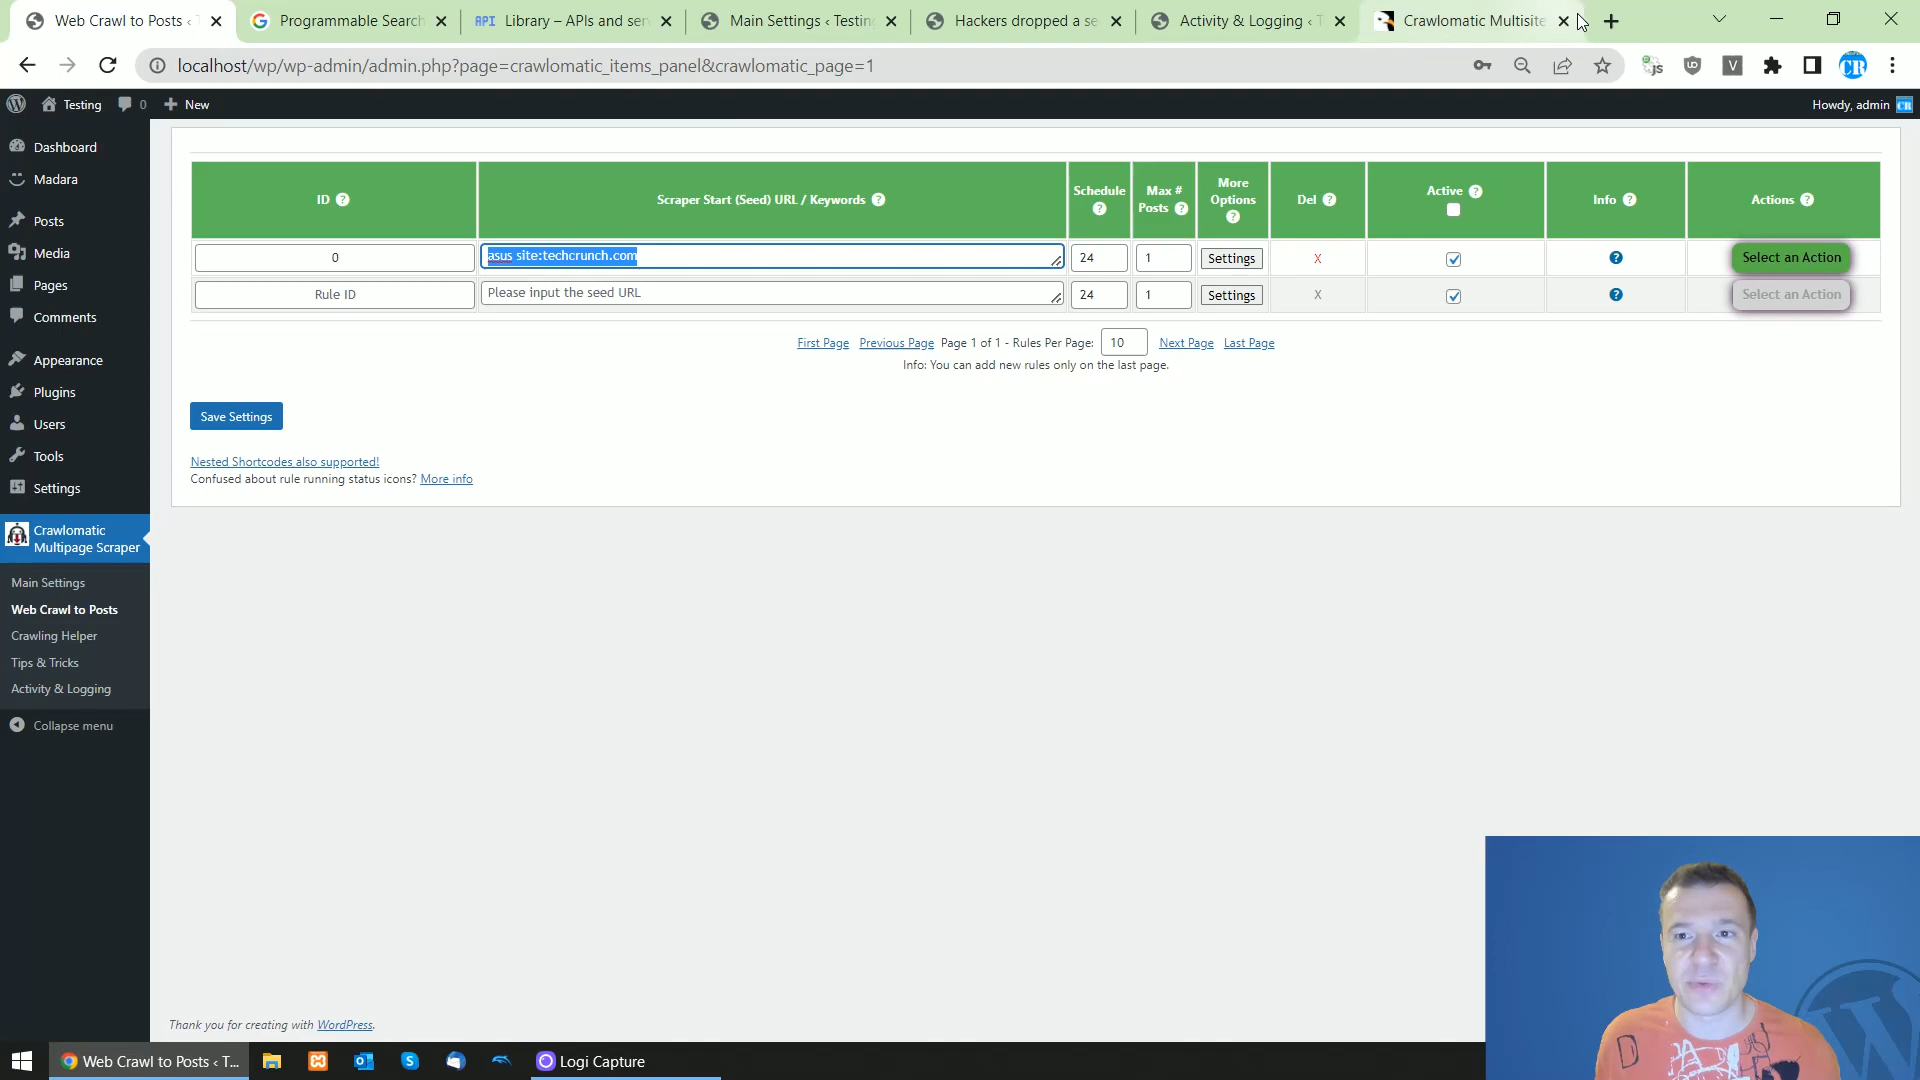 Web Crawl to Posts ‹ T
Programmable Search
API Library – APIs and ser
Main Settings ‹ Testing
Hackers dropped a se
Activity & Logging ‹ T
Crawlomatic Multisite
localhost/wp/wp-admin/admin.php?page=crawlomatic_items_panel&crawlomatic_page=1
Testing 0 New
Howdy, admin
Dashboard
Madara
Posts
Media
Pages
Comments
Appearance
Plugins
Users
Tools
Settings
Crawlomatic
Multipage Scraper
Main Settings
Web Crawl to Posts
Crawling Helper
Tips & Tricks
Activity & Logging
Collapse menu
ID
Scraper Start (Seed) URL / Keywords
Schedule
Max #
Posts
More
Options
Del
Active
Info
Actions
0 asus site:techcrunch.com 24 1 Settings X Select an Action
Rule ID Please input the seed URL 24 1 Settings X Select an Action
First Page Previous Page Page 1 of 1 - Rules Per Page: 10 Next Page Last Page
Info: You can add new rules only on the last page.
Save Settings
Nested Shortcodes also supported!
Confused about rule running status icons? More info
Thank you for creating with WordPress.
Web Crawl to Posts ‹ T...
Logi Capture